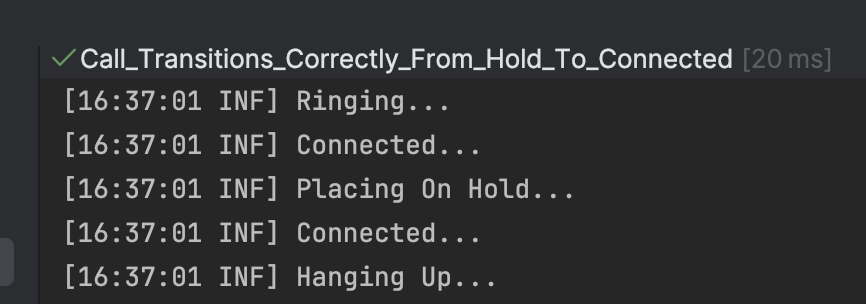 Call_Transitions_Correctly_From_Hold_To_Connected [20 ms]
[16:37:01 INF] Ringing...
[16:37:01 INF] Connected...
[16:37:01 INF] Placing On Hold...
[16:37:01 INF] Connected...
[16:37:01 INF] Hanging Up...